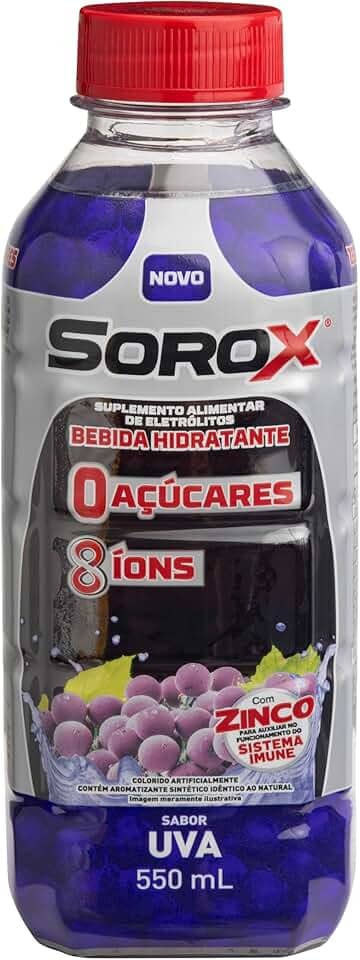 NOVO
SOROX®
SUPLEMENTO ALIMENTAR
DE ELETRÓLITOS
BEBIDA HIDRATANTE
0 AÇÚCARES
8 ÍONS
Com
ZINCO
PARA AUXILIAR NO
FUNCIONAMENTO DO
SISTEMA
IMUNE
COLORIDO ARTIFICIALMENTE
CONTÉM AROMATIZANTE SINTÉTICO IDÊNTICO AO NATURAL
Imagem meramente ilustrativa
SABOR
UVA
550 mL